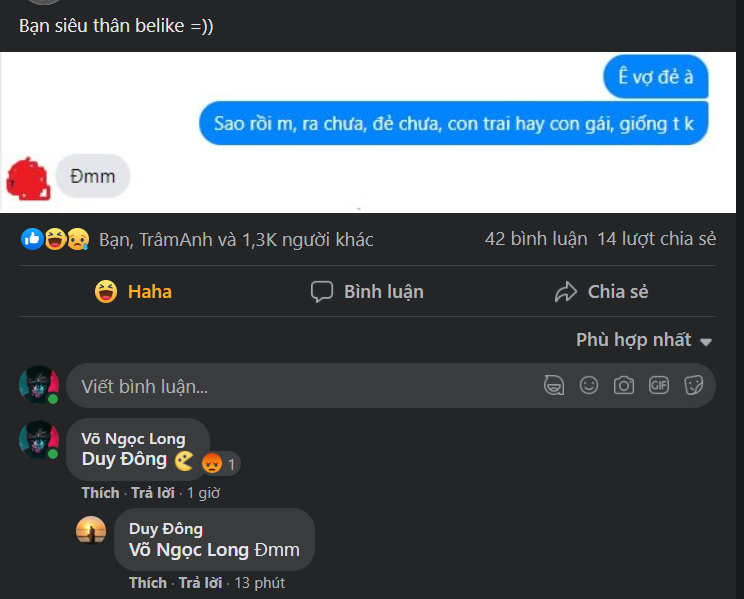 Bạn siêu thân belike =))
Ê vợ đẻ à
Sao rồi m, ra chưa, đẻ chưa, con trai hay con gái, giống t k
Đmm
Bạn, TrâmAnh và 1,3K người khác 42 bình luận 14 lượt chia sẻ
Haha Bình luận Chia sẻ
Phù hợp nhất
Viết bình luận... GIF
Võ Ngọc Long
Duy Đông 1
Thích · Trả lời · 1 giờ
Duy Đông
Võ Ngọc Long Đmm
Thích · Trả lời · 13 phút